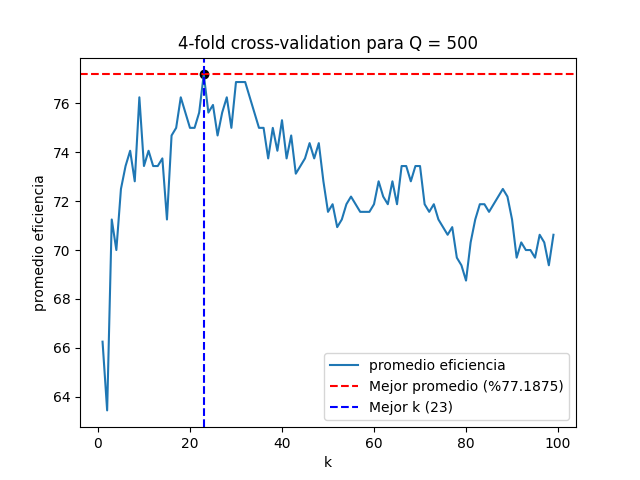 4-fold cross-validation para Q = 500
promedio eficiencia
76
74
72
70
68
66
64
0 20 40 60 80 100
k
promedio eficiencia
Mejor promedio (%77.1875)
Mejor k (23)